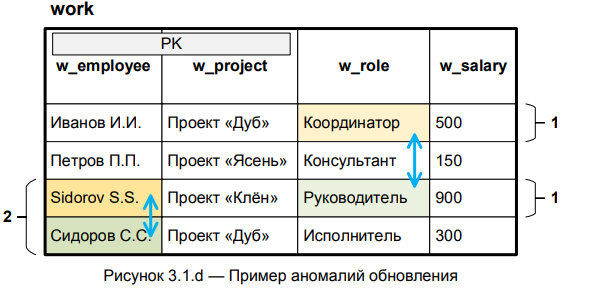 work
PK
w_employee w_project w_role w_salary
Иванов И.И. Проект «Дуб» Координатор 500 1
Петров П.П. Проект «Ясень» Консультант 150
2 Sidorov S.S. Проект «Клён» Руководитель 900 1
Сидоров С.С. Проект «Дуб» Исполнитель 300
Рисунок 3.1.d — Пример аномалий обновления